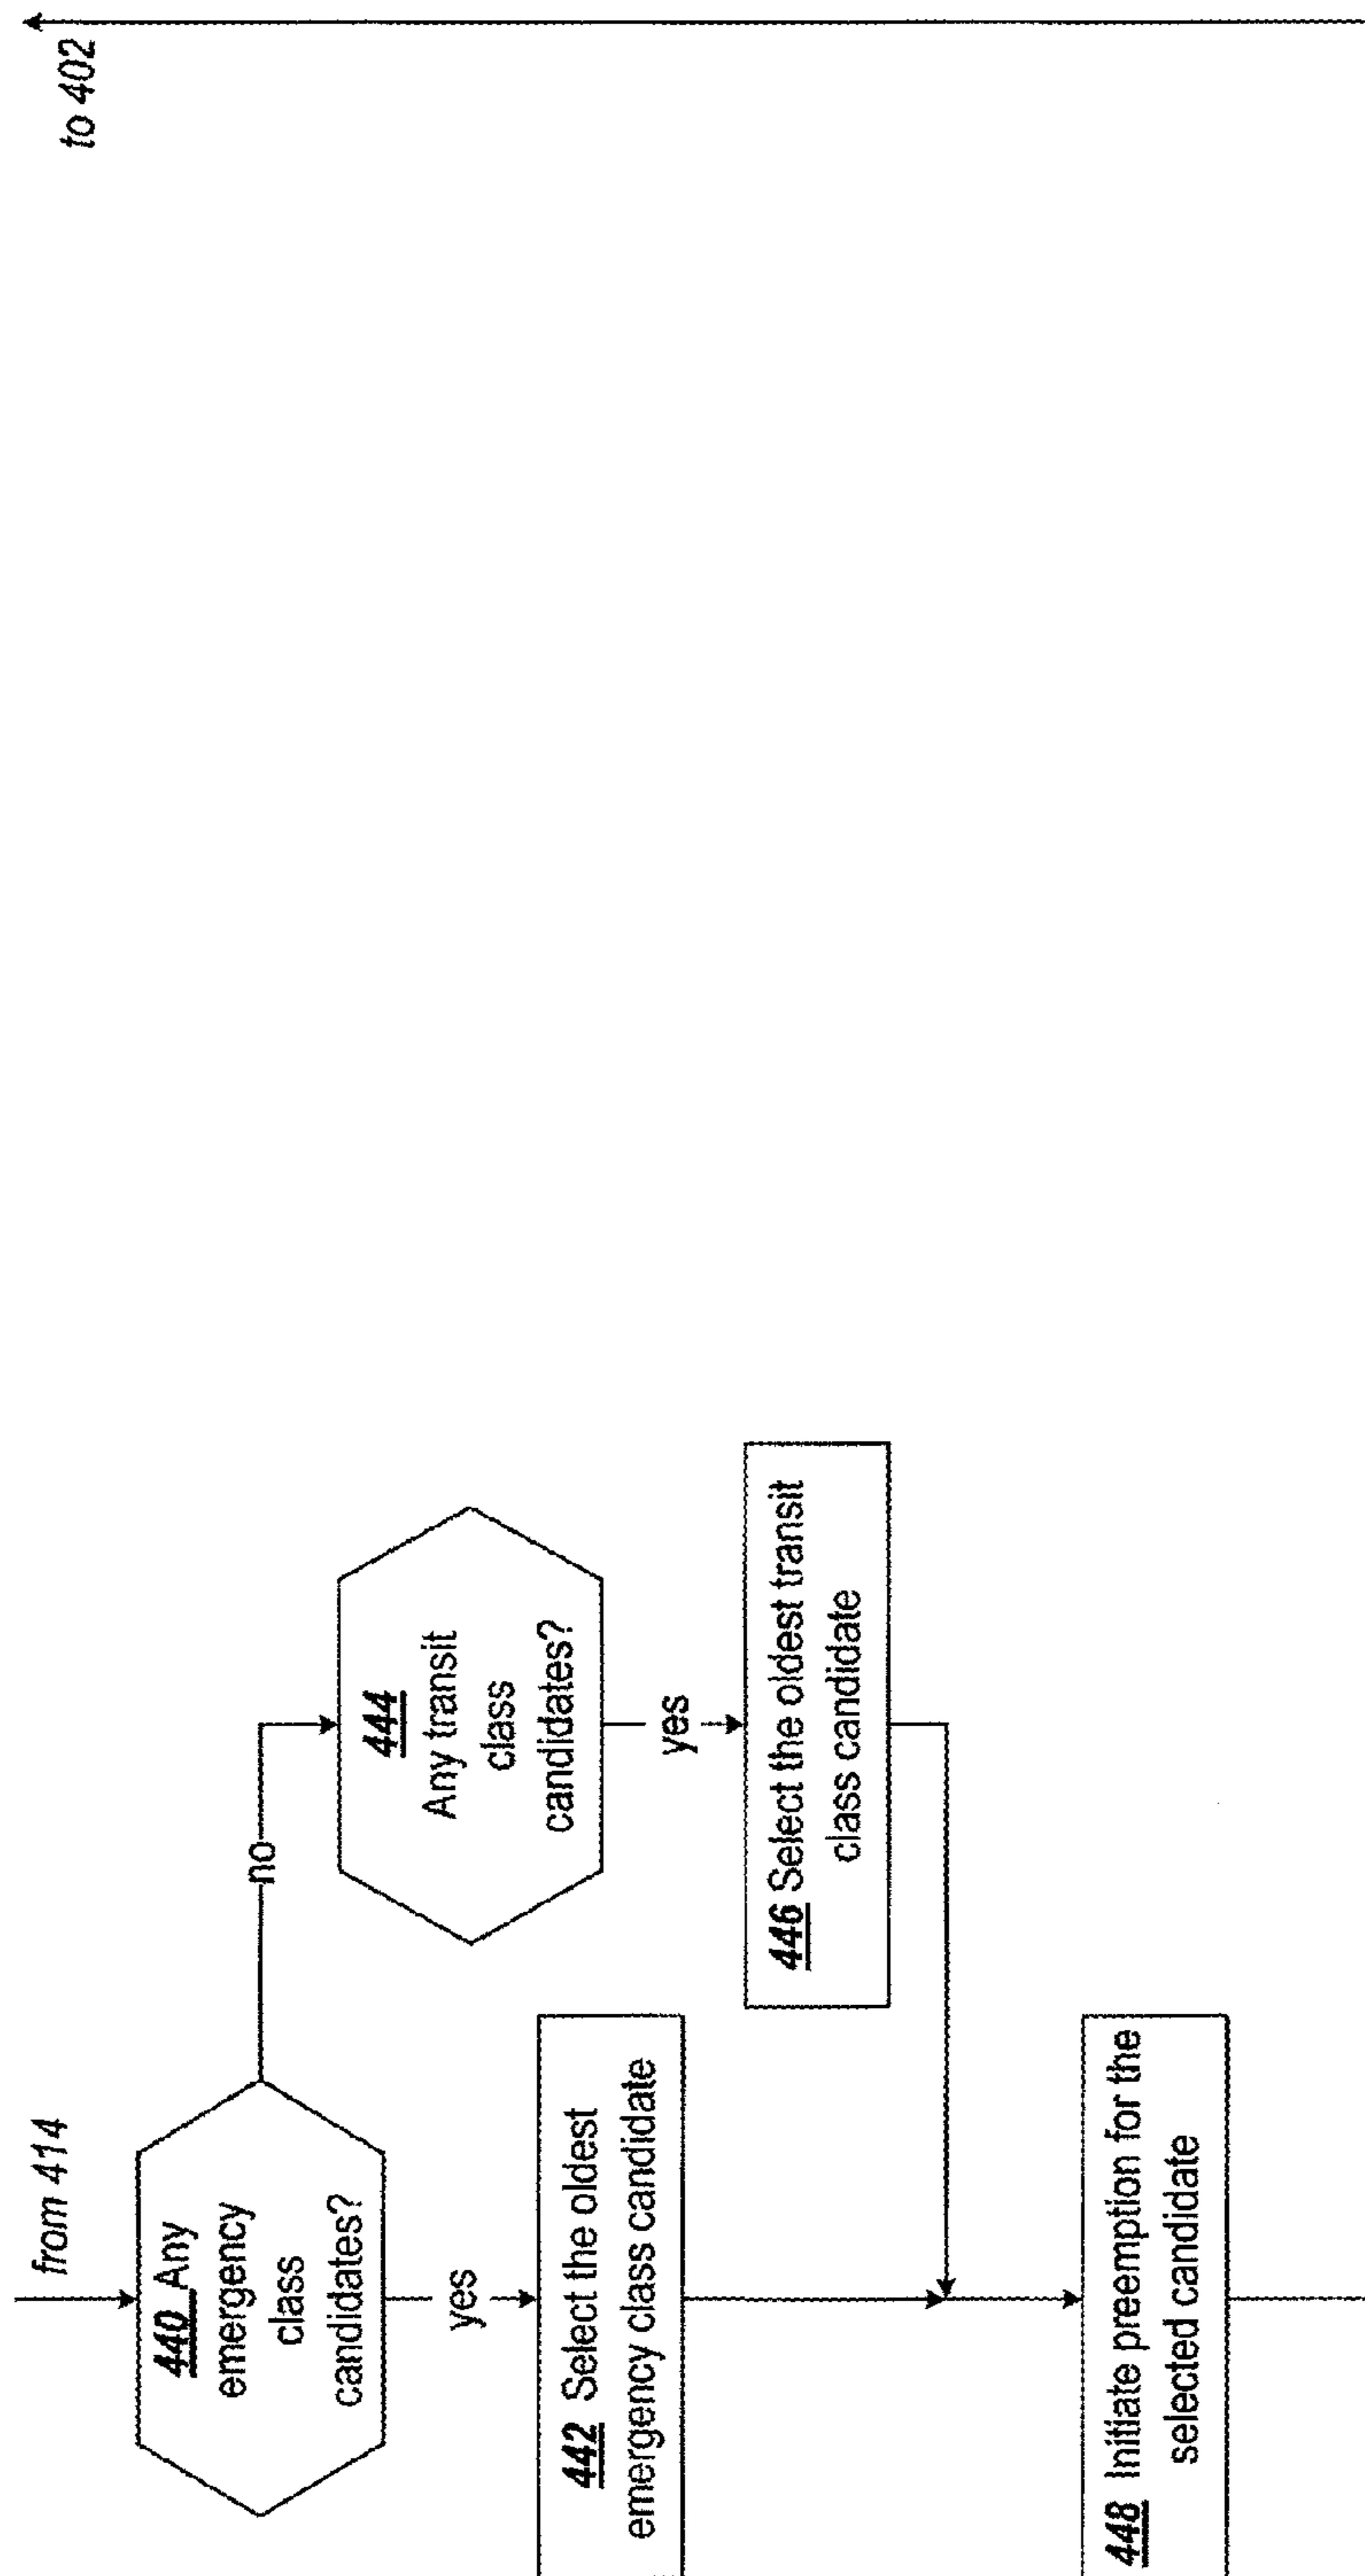 from 414
to 402
440 Any
emergency
class
candidates?
no
yes
444
Any transit
class
candidates?
yes
442 Select the oldest
emergency class candidate
446 Select the oldest transit
class candidate
448 Initiate preemption for the
selected candidate